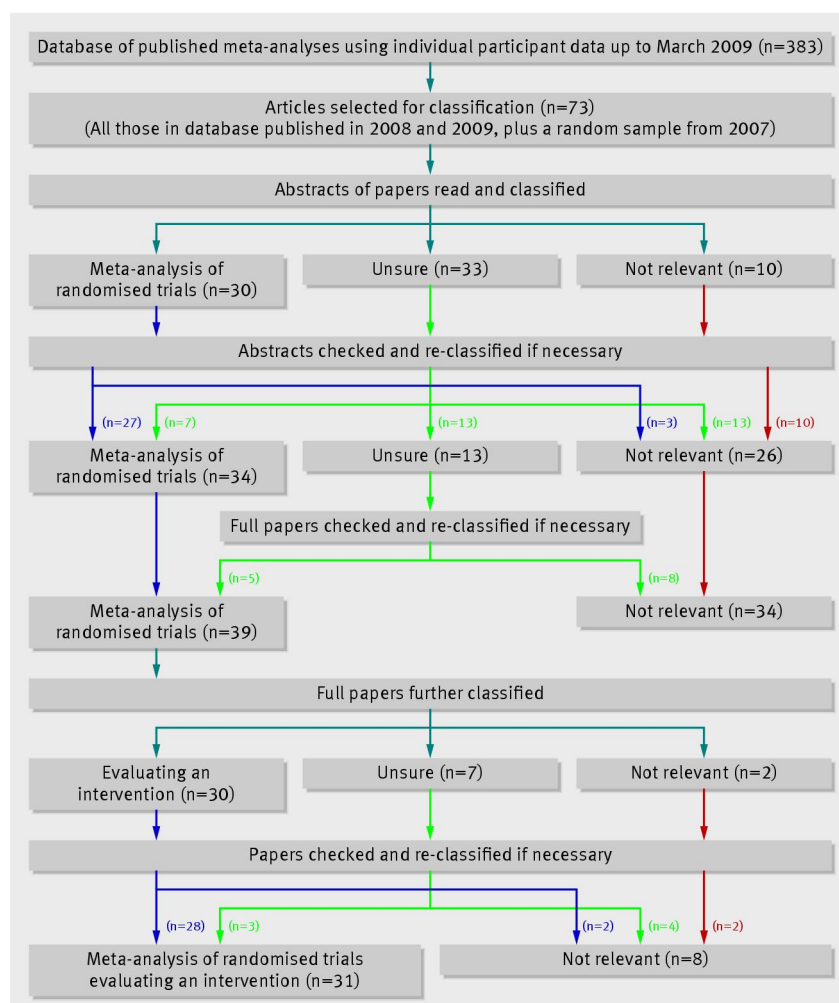 Database of published meta-analyses using individual participant data up to March 2009 (n=383)
Articles selected for classification (n=73)
(All those in database published in 2008 and 2009, plus a random sample from 2007)
Abstracts of papers read and classified
Meta-analysis of
randomised trials (n=30)
Unsure (n=33)
Not relevant (n=10)
Abstracts checked and re-classified if necessary
(n=27)
(n=7)
(n=13)
(n=3)
(n=13)
(n=10)
Meta-analysis of
randomised trials (n=34)
Unsure (n=13)
Not relevant (n=26)
Full papers checked and re-classified if necessary
(n=5)
(n=8)
Meta-analysis of
randomised trials (n=39)
Not relevant (n=34)
Full papers further classified
Evaluating an
intervention (n=30)
Unsure (n=7)
Not relevant (n=2)
Papers checked and re-classified if necessary
(n=28)
(n=3)
(n=2)
(n=4)
(n=2)
Meta-analysis of randomised trials
evaluating an intervention (n=31)
Not relevant (n=8)